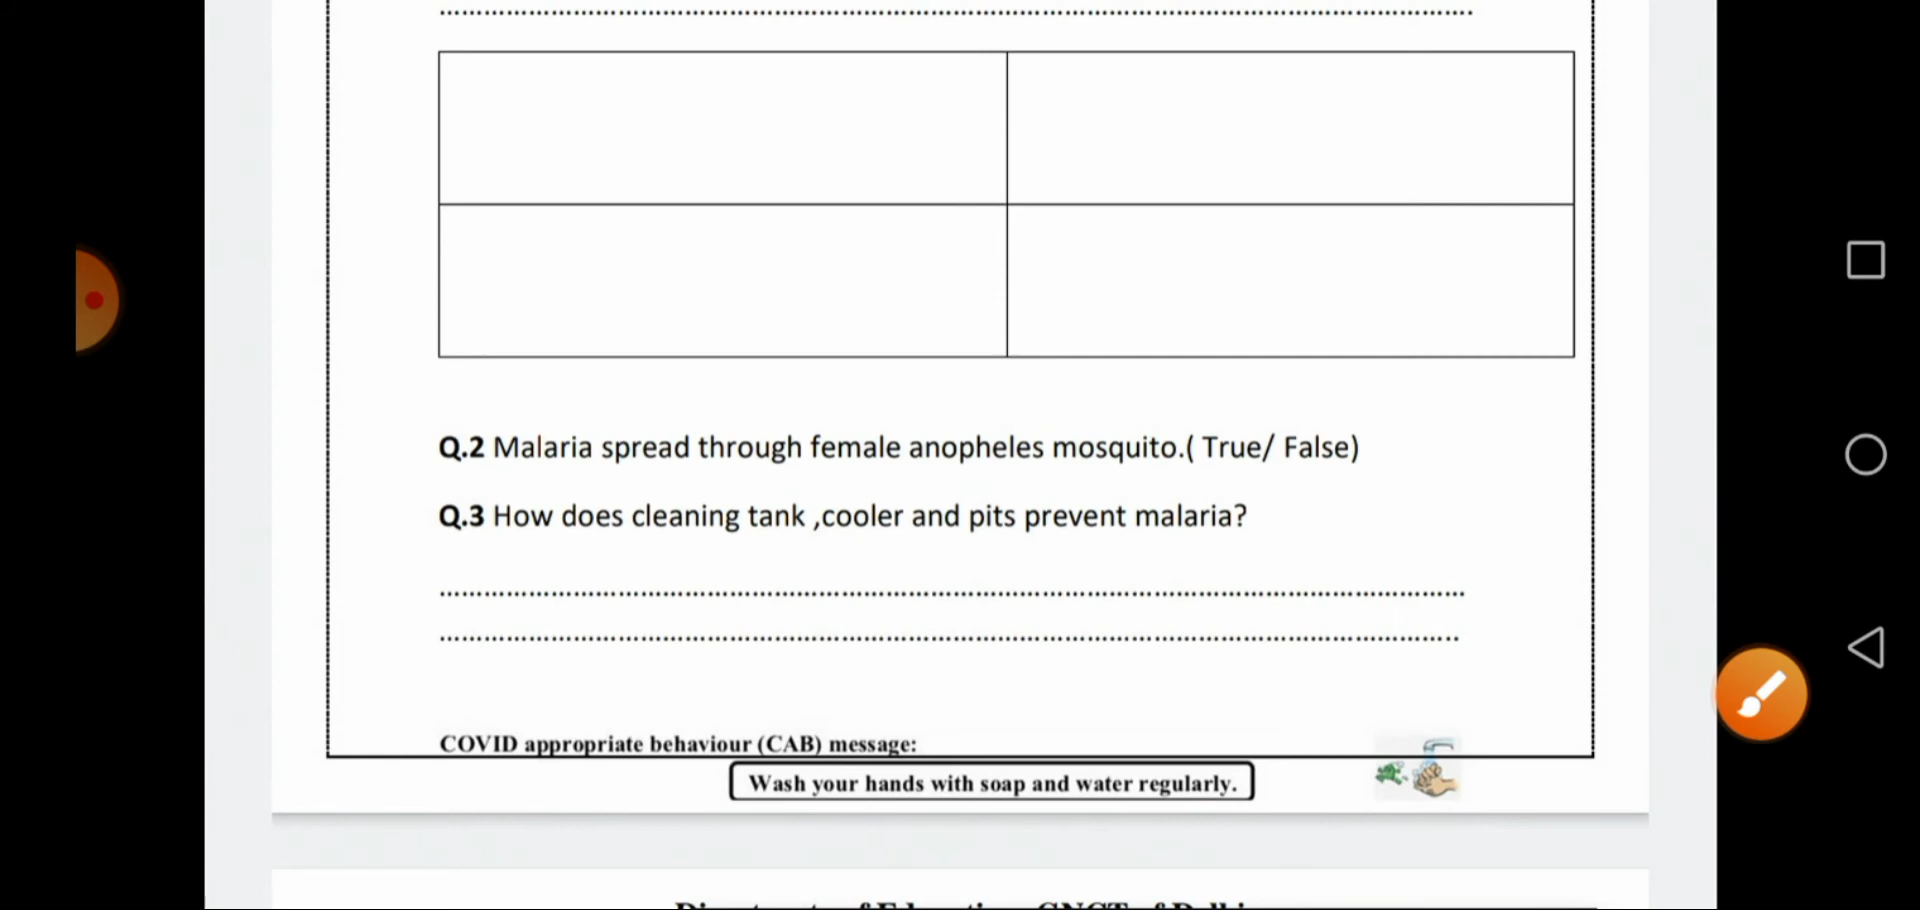 Q.2 Malaria spread through female anopheles mosquito.( True/ False)
Q.3 How does cleaning tank ,cooler and pits prevent malaria?
COVID appropriate behaviour (CAB) message:
Wash your hands with soap and water regularly.